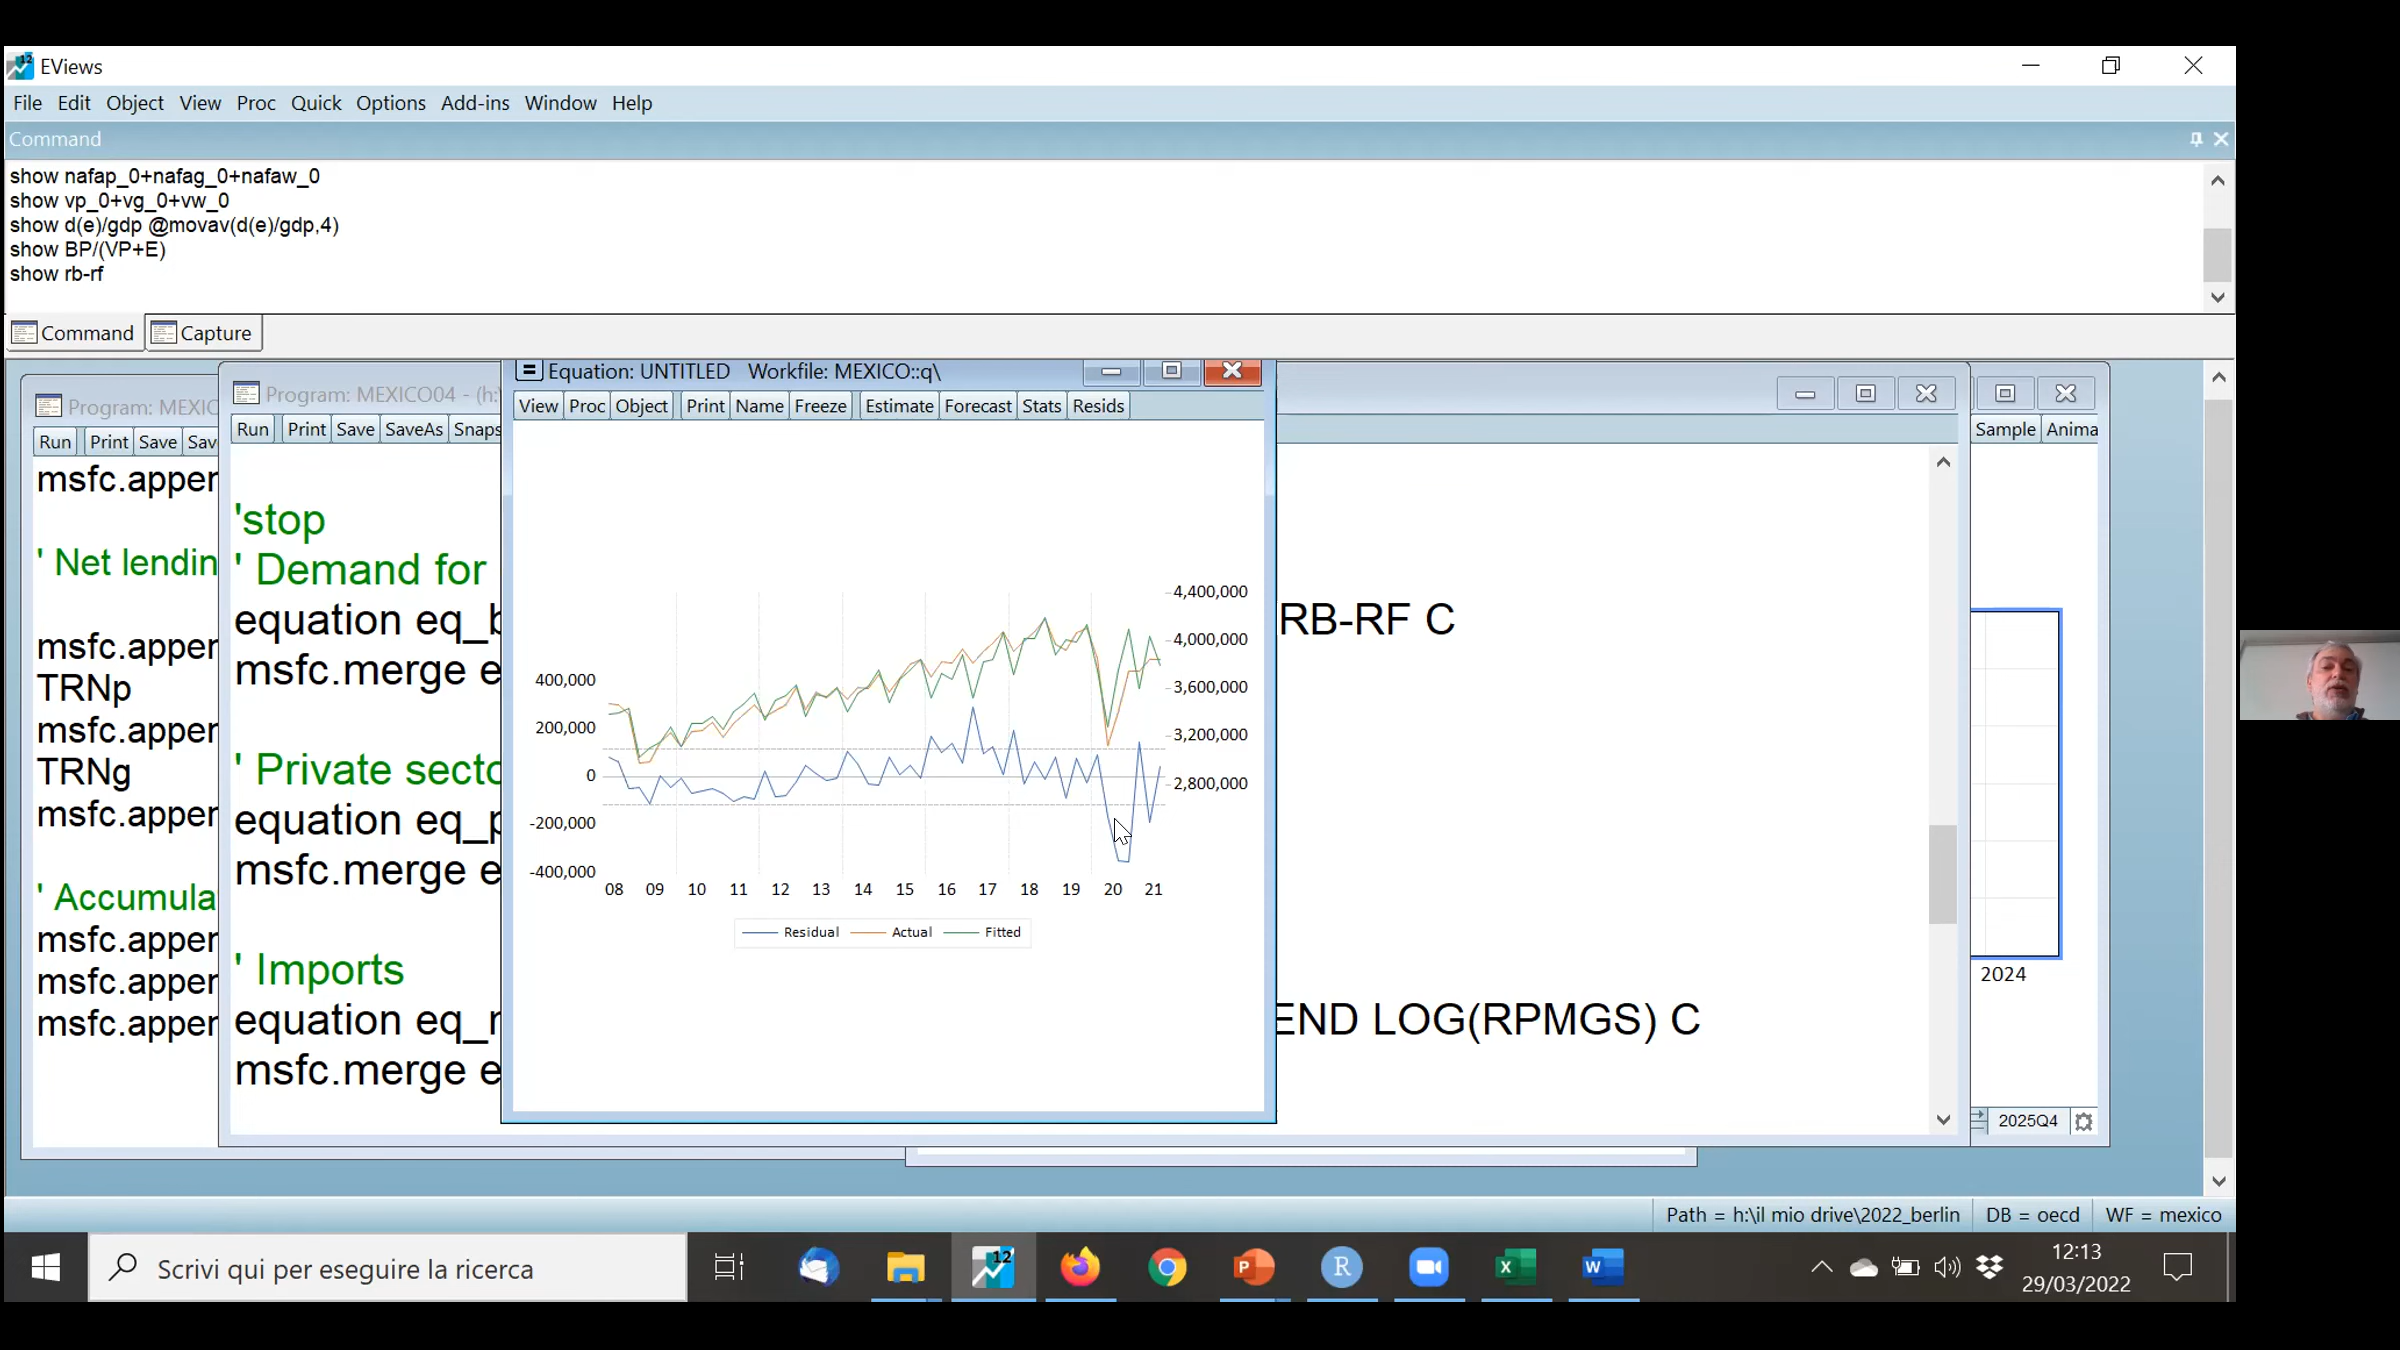 EViews
File Edit Object View Proc Quick Options Add-ins Window Help
Command
show nafap_0+nafag_0+nafaw_0
show vp_0+vg_0+vw_0
show d(e)/gdp @movav(d(e)/gdp,4)
show BP/(VP+E)
show rb-rf
Command Capture
Program: MEXIC
Run Print Save Sav
msfc.apper
' Net lendin
msfc.apper
TRNp
msfc.apper
TRNg
msfc.apper
' Accumula
msfc.apper
msfc.apper
msfc.apper
Program: MEXICO04 - (h:
Run Print Save SaveAs Snaps
'stop
' Demand for
equation eq_b
RB-RF C
msfc.merge e
' Private secto
equation eq_p
msfc.merge e
' Imports
equation eq_
END LOG(RPMGS) C
msfc.merge e
Equation: UNTITLED Workfile: MEXICO::q\
View Proc Object Print Name Freeze Estimate Forecast Stats Resids
4,400,000
4,000,000
3,600,000
3,200,000
2,800,000
400,000
200,000
0
-200,000
-400,000
08 09 10 11 12 13 14 15 16 17 18 19 20 21
Residual Actual Fitted
Sample Anima
2024
2025Q4
Path = h:\il mio drive\2022_berlin DB = oecd WF = mexico
Scrivi qui per eseguire la ricerca
12
12:13
29/03/2022